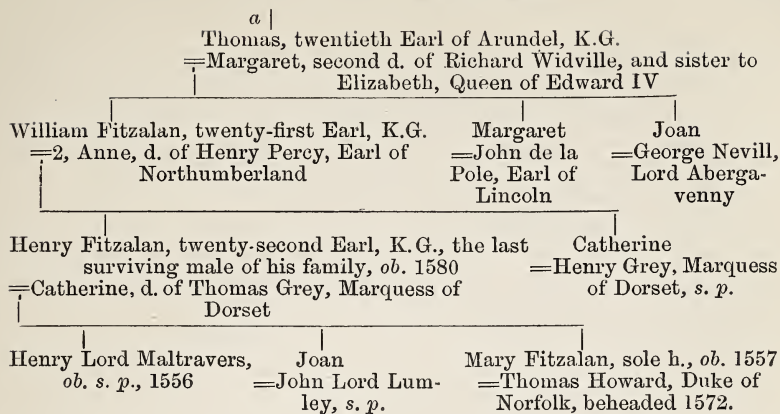 a
Thomas, twentieth Earl of Arundel, K.G.
=Margaret, second d. of Richard Widville, and sister to
Elizabeth, Queen of Edward IV
William Fitzalan, twenty-first Earl, K.G.
=2, Anne, d. of Henry Percy, Earl of
Northumberland
Margaret
=John de la
Pole, Earl of
Lincoln
Joan
=George Nevill,
Lord Aberga-
venny
Henry Fitzalan, twenty-second Earl, K.G., the last
surviving male of his family, ob. 1580
=Catherine, d. of Thomas Grey, Marquess of
Dorset
Catherine
=Henry Grey, Marquess
of Dorset, s. p.
Henry Lord Maltravers,
ob. s. p., 1556
Joan
=John Lord Lum-
ley, s. p.
Mary Fitzalan, sole h., ob. 1557
=Thomas Howard, Duke of
Norfolk, beheaded 1572.